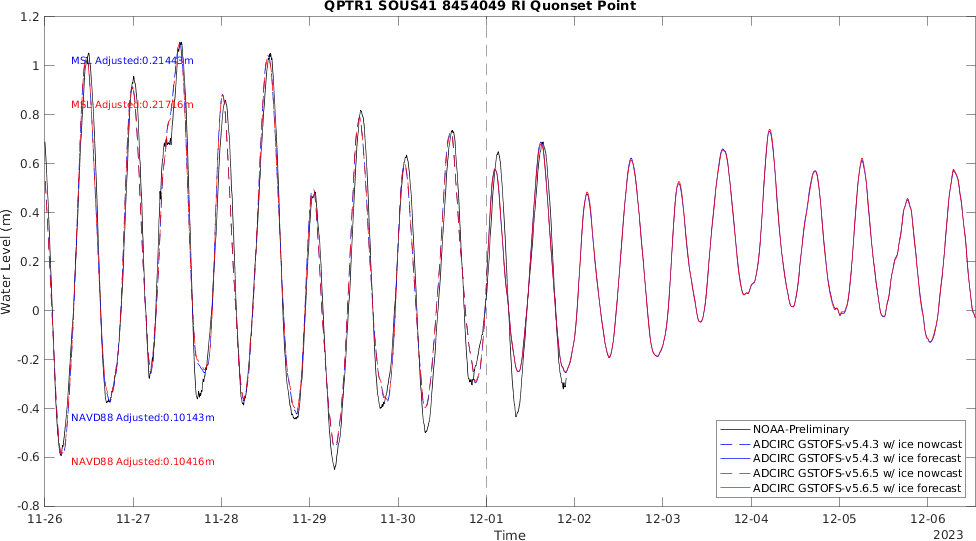 QPTR1 SOUS41 8454049 RI Quonset Point
1.2
1
0.8
0.6
0.4
0.2
0
-0.2
-0.4
-0.6
-0.8
Water Level (m)
MSL Adjusted:0.21443m
MSL Adjusted:0.21716m
NAVD88 Adjusted:0.10143m
NAVD88 Adjusted:0.10416m
NOAA-Preliminary
ADCIRC GSTOFS-v5.4.3 w/ ice nowcast
ADCIRC GSTOFS-v5.4.3 w/ ice forecast
ADCIRC GSTOFS-v5.6.5 w/ ice nowcast
ADCIRC GSTOFS-v5.6.5 w/ ice forecast
11-26 11-27 11-28 11-29 11-30 12-01 12-02 12-03 12-04 12-05 12-06
Time
2023